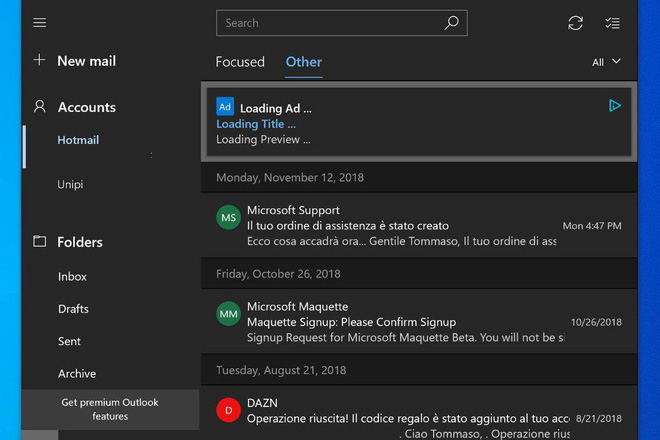 Search
New mail
Focused
Other
All
Accounts
Hotmail
Unipi
Folders
Inbox
Drafts
Sent
Archive
Get premium Outlook
features
Ad Loading Ad ...
Loading Title ...
Loading Preview ...
Monday, November 12, 2018
MS
Microsoft Support
Il tuo ordine di assistenza è stato creato
Mon 4:47 PM
Ecco cosa accadrà ora... Gentile Tommaso, Il tuo ordine di ass
Friday, October 26, 2018
MM
Microsoft Maquette
Maquette Signup: Please Confirm Signup
10/26/2018
Signup Request for Microsoft Maquette Beta. You will not be si
Tuesday, August 21, 2018
D
DAZN
Operazione riuscita! Il codice regalo è stato aggiunto al tuo acc
8/21/2018
. Ciao Tommaso, . Operazione rius